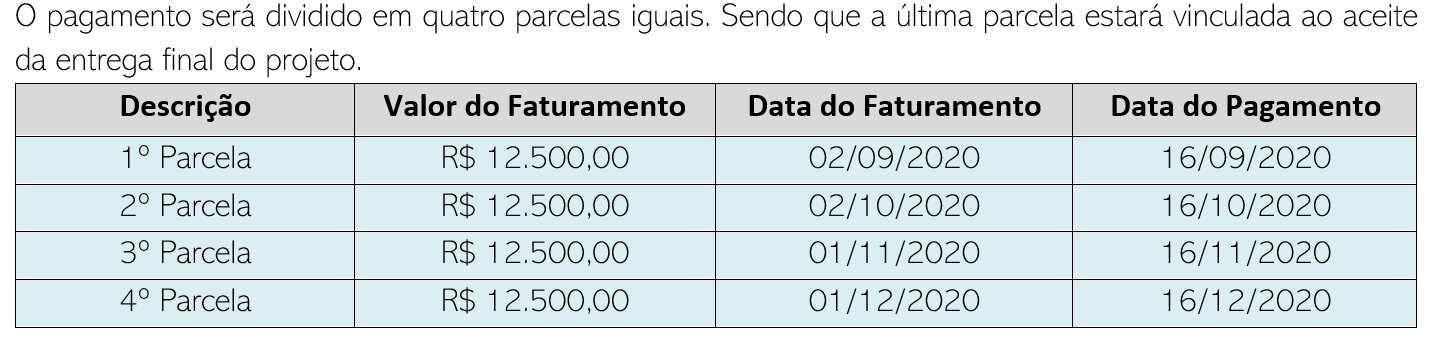 O pagamento será dividido em quatro parcelas iguais. Sendo que a última parcela estará vinculada ao aceite
da entrega final do projeto.
Descrição Valor do Faturamento Data do Faturamento Data do Pagamento
1º Parcela R$ 12.500,00 02/09/2020 16/09/2020
2º Parcela R$ 12.500,00 02/10/2020 16/10/2020
3º Parcela R$ 12.500,00 01/11/2020 16/11/2020
4º Parcela R$ 12.500,00 01/12/2020 16/12/2020